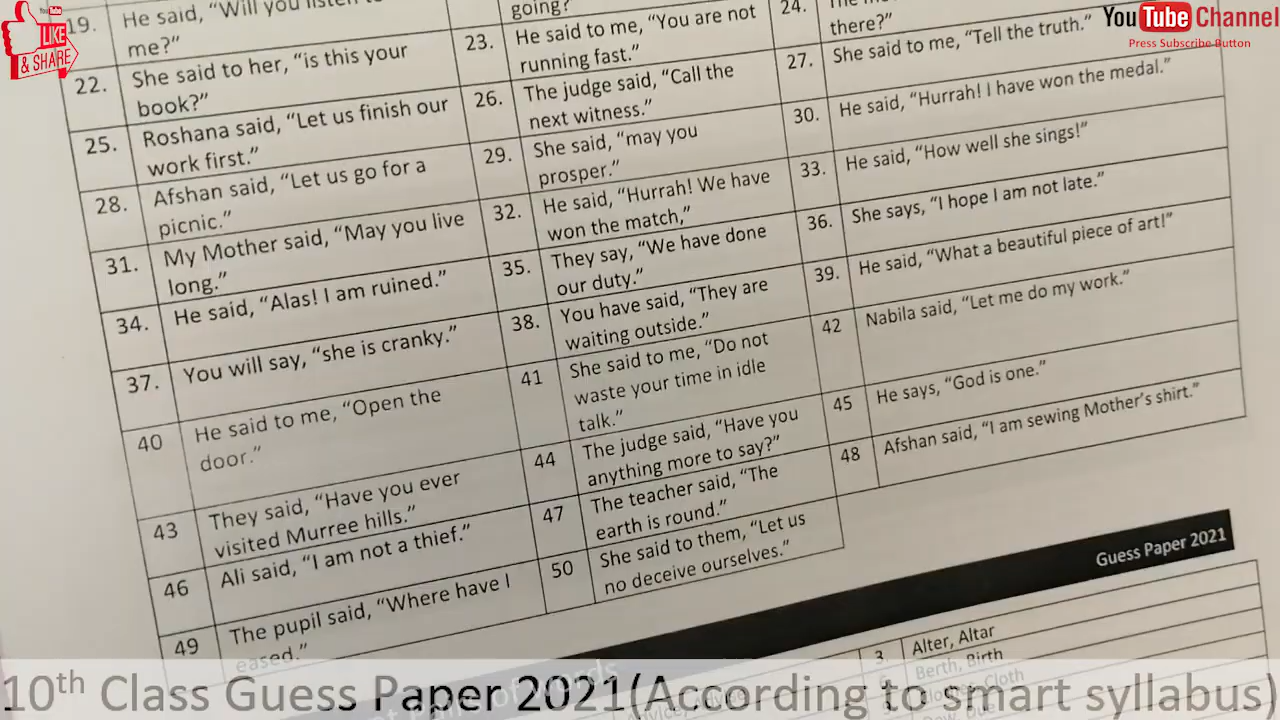 19. He said, “Will you listen to
me?”
going?
24.
there?”
22. She said to her, “is this your
book?”
23. He said to me, “You are not
running fast.”
27. She said to me, “Tell the truth.”
25. Roshana said, “Let us finish our
work first.”
26. The judge said, “Call the
next witness.”
30. He said, “Hurrah! I have won the medal.”
28. Afshan said, “Let us go for a
picnic.”
29. She said, “may you
prosper.”
33. He said, “How well she sings!”
31. My Mother said, “May you live
long.”
32. He said, “Hurrah! We have
won the match,”
36. She says, “I hope I am not late.”
34. He said, “Alas! I am ruined.”
35. They say, “We have done
our duty.”
39. He said, “What a beautiful piece of art!”
37. You will say, “she is cranky.”
38. You have said, “They are
waiting outside.”
42 Nabila said, “Let me do my work.”
40 He said to me, “Open the
door.”
41 She said to me, “Do not
waste your time in idle
talk.”
45 He says, “God is one.”
43 They said, “Have you ever
visited Murree hills.”
44 The judge said, “Have you
anything more to say?”
48 Afshan said, “I am sewing Mother’s shirt.”
46 Ali said, “I am not a thief.”
47 The teacher said, “The
earth is round.”
49 The pupil said, “Where have I
eased.”
50 She said to them, “Let us
no deceive ourselves.”
Guess Paper 2021
3. Alter, Altar
Berth, Birth
Cloth
LIKE
& SHARE
YouTube Channel
Press Subscribe Button
10th Class Guess Paper 2021(According to smart syllabus)